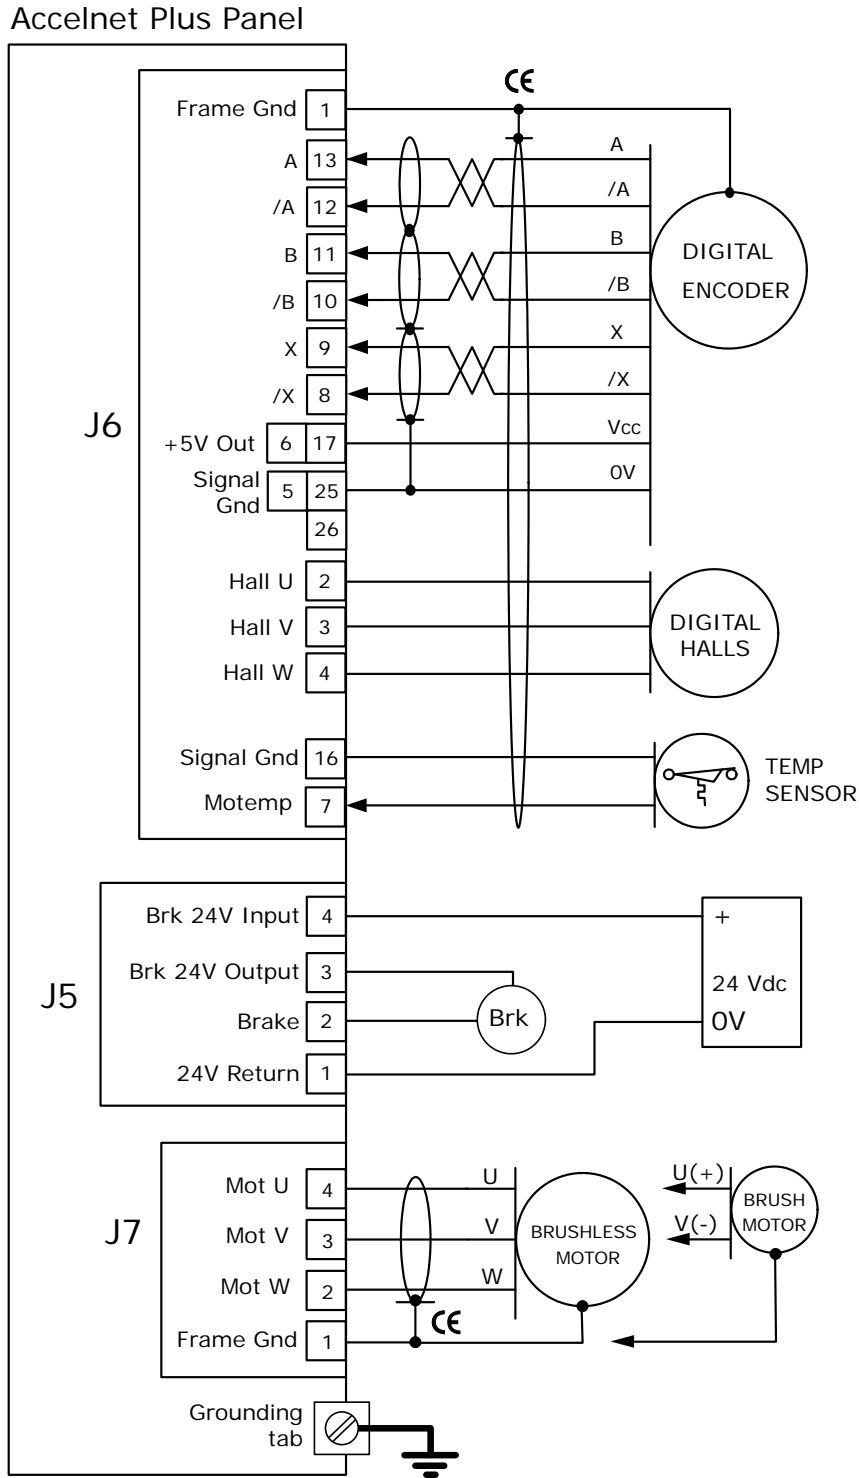 Accelnet Plus Panel
CE
Frame Gnd 1
A 13 A
/A 12 /A
B 11 B
DIGITAL
ENCODER
/B 10 /B
X 9 X
/X 8 /X
J6
+5V Out 6 17 Vcc
Signal
Gnd 5 25 0V
26
Hall U 2
Hall V 3
Hall W 4
DIGITAL
HALLS
Signal Gnd 16
Motemp 7
TEMP
SENSOR
J5
Brk 24V Input 4 +
Brk 24V Output 3
24 Vdc
Brake 2 Brk 0V
24V Return 1
J7
Mot U 4 U U(+)
Mot V 3 V V(-)
BRUSHLESS
MOTOR
BRUSH
MOTOR
Mot W 2 W
CE
Frame Gnd 1
Grounding
tab